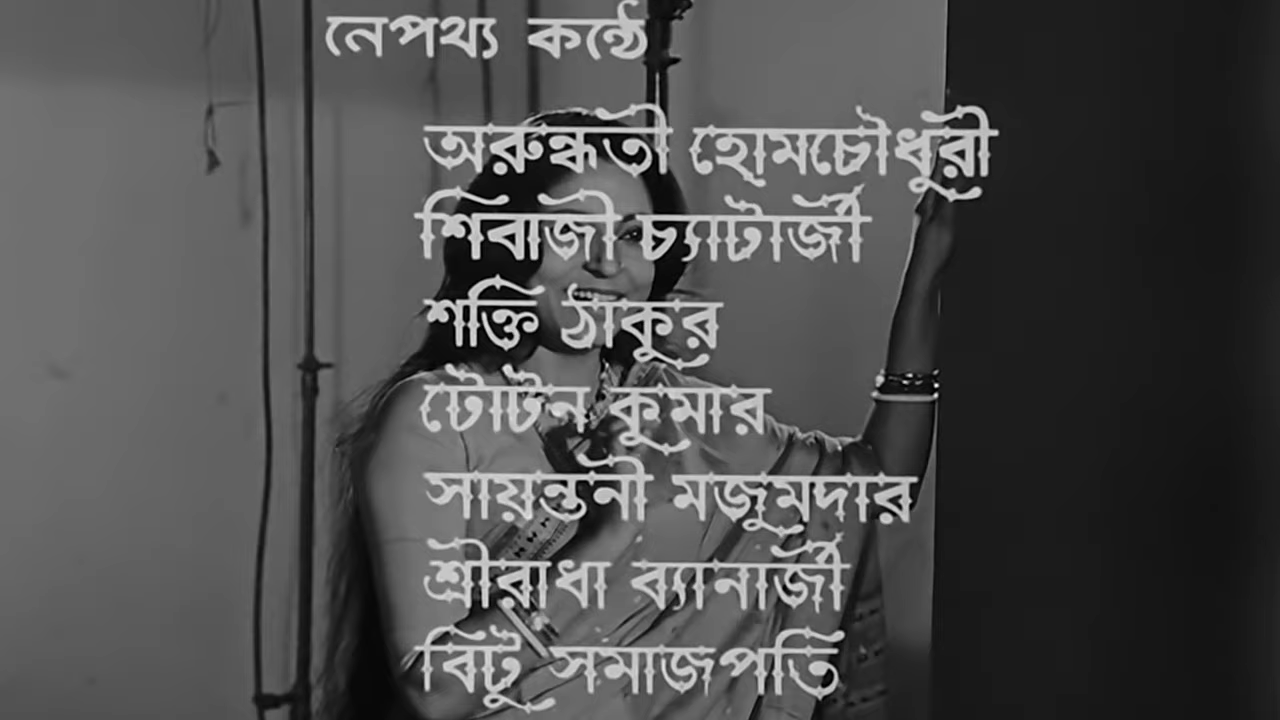 নেপথ্য কন্ঠে
অরুন্ধতী হোমচৌধুরী
শিবাজী চ্যাটার্জী
শক্তি ঠাকুর
টোটন কুমার
সায়ন্তনী মজুমদার
শ্রীরাধা ব্যানার্জী
বিটু সমাজপতি